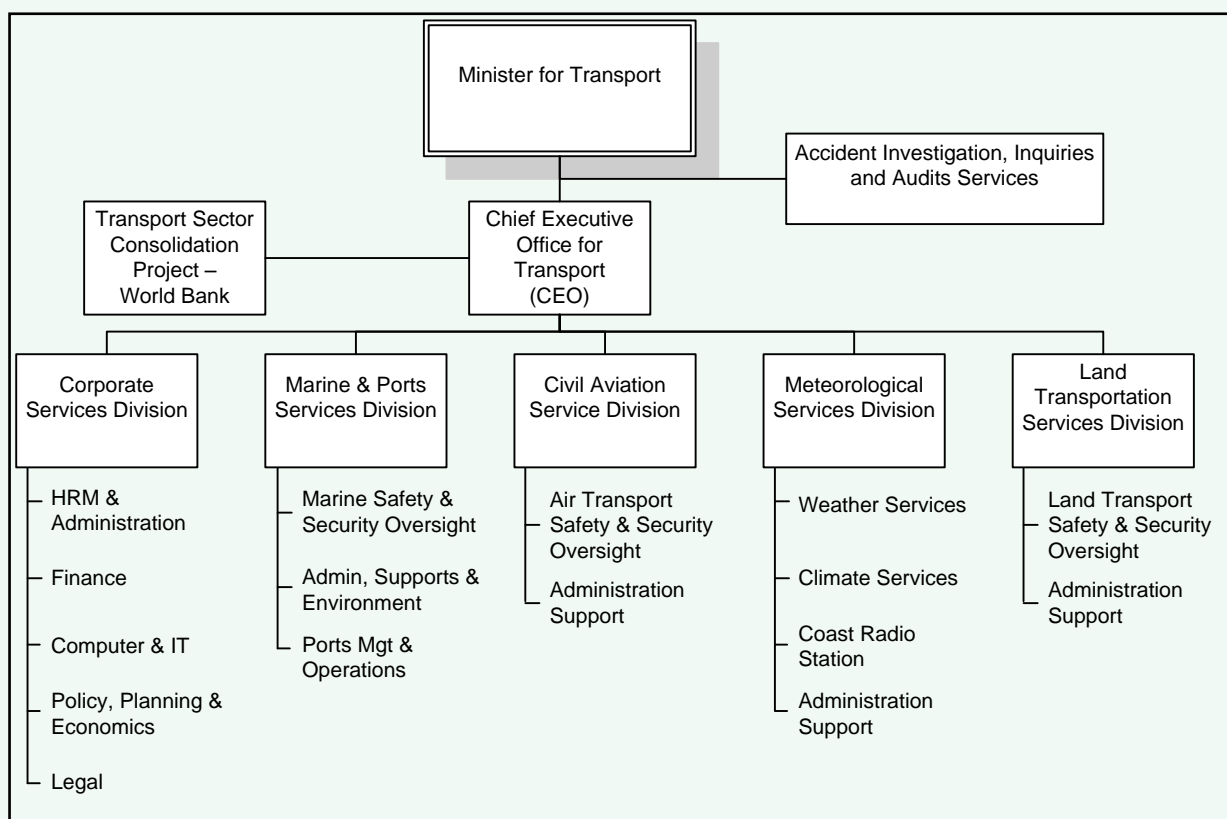 Minister for Transport
Accident Investigation, Inquiries
and Audits Services
Transport Sector
Consolidation
Project –
World Bank
Chief Executive
Office for
Transport
(CEO)
Corporate
Services Division
HRM &
Administration
Finance
Computer & IT
Policy, Planning &
Economics
Legal
Marine & Ports
Services Division
Marine Safety &
Security Oversight
Admin, Supports &
Environment
Ports Mgt &
Operations
Civil Aviation
Service Division
Air Transport
Safety & Security
Oversight
Administration
Support
Meteorological
Services Division
Weather Services
Climate Services
Coast Radio
Station
Administration
Support
Land
Transportation
Services Division
Land Transport
Safety & Security
Oversight
Administration
Support